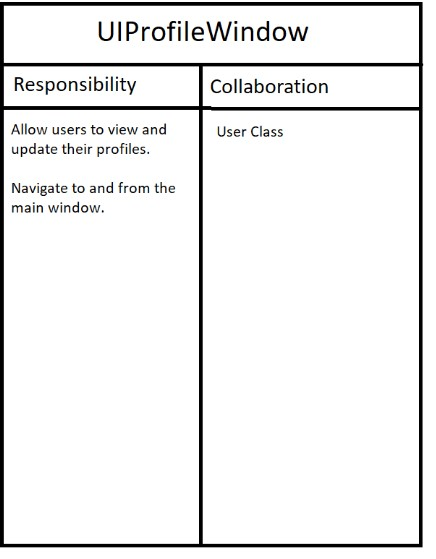 UIProfileWindow
Responsibility
Collaboration
Allow users to view and
update their profiles.
Navigate to and from the
main window.
User Class